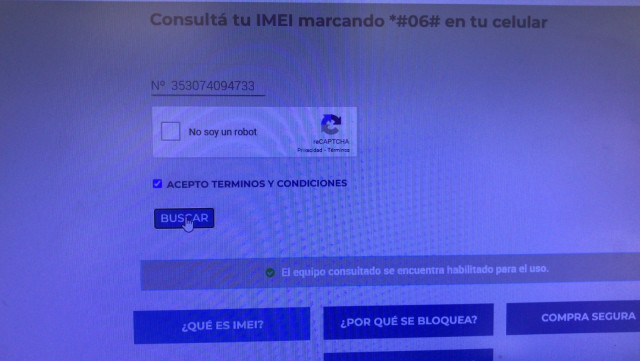 Consultá tu IMEI marcando *#06# en tu celular
Nº 353074094733
No soy un robot
reCAPTCHA
Privacidad - Términos
ACEPTO TERMINOS Y CONDICIONES
BUSCAR
El equipo consultado se encuentra habilitado para el uso.
¿QUÉ ES IMEI?
¿POR QUÉ SE BLOQUEA?
COMPRA SEGURA